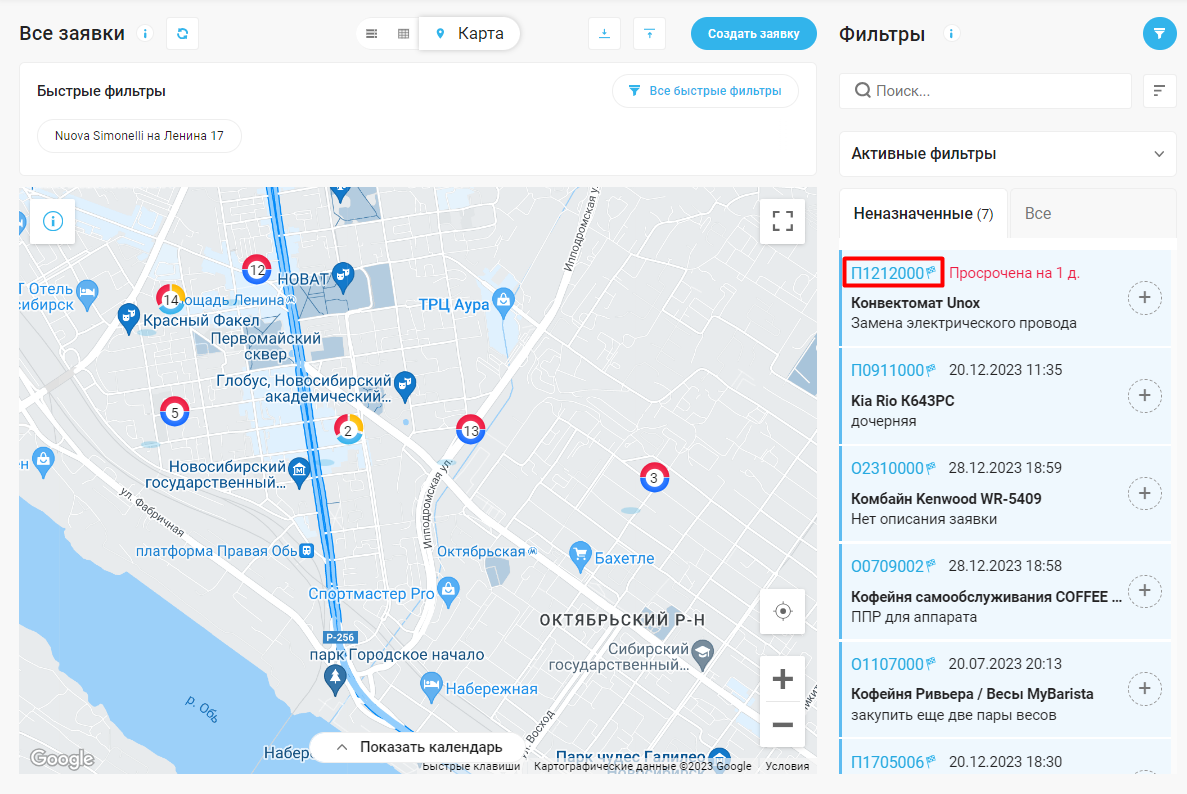 Все заявки
Карта
Создать заявку
Быстрые фильтры
Все быстрые фильтры
Nuova Simonelli на Ленина 17
12
НОВАТ
14
ощадь Ленина
Т Отель
сибирск
Красный Факел
ТРЦ Аура
Ипподромская ул.
Первомайский
сквер
Глобус, Новосибирский
академический...
5
2
13
3
Новосибирский
государственный...
ул. Фабричная
Ипподромская ул.
платформа Правая Обь
Октябрьская
Бахетле
Спортмастер Pro
ОКТЯБРЬСКИЙ Р-Н
Р-256
парк Городское начало
Сибирский
государственный...
Набережная
р. Обь
ул. Восход
Набер
Показать календарь
Парк чудес Галилео
Новосибирск
Google
Быстрые клавиши
Картографические данные ©2023 Google
Условия
Фильтры
Поиск...
Активные фильтры
Неназначенные (7)
Все
П1212000 Просрочена на 1 д.
Конвектомат Unox
Замена электрического провода
П0911000 20.12.2023 11:35
Kia Rio К643РС
дочерняя
О2310000 28.12.2023 18:59
Комбайн Kenwood WR-5409
Нет описания заявки
О0709002 28.12.2023 18:58
Кофейня самообслуживания COFFEE ...
ППР для аппарата
О1107000 20.07.2023 20:13
Кофейня Ривьера / Весы MyBarista
закупить еще две пары весов
П1705006 20.12.2023 18:30